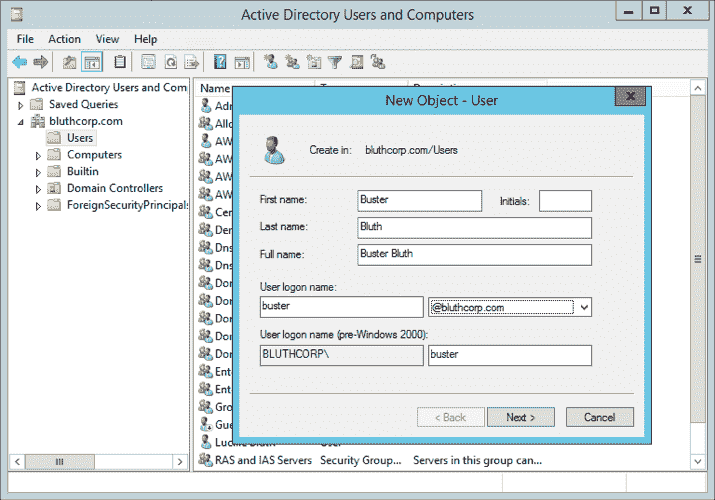 Active Directory Users and Computers
File Action View Help
Active Directory Users and Com
Saved Queries
bluthcorp.com
Users
Computers
Builtin
Domain Controllers
ForeignSecurityPrincipals
Name
Adr
Allo
AW
AW
AW
AW
AW
Cer
Der
Dns
Dns
Dor
Dor
Dor
Dor
Dor
Ente
Ente
Gro
Gue
User
RAS and IAS Servers Security Group... Servers in this group can...
New Object - User
Create in: bluthcorp.com/Users
First name: Buster Initials:
Last name: Bluth
Full name: Buster Bluth
User logon name:
buster @bluthcorp.com
User logon name (pre-Windows 2000):
BLUTHCORP\ buster
< Back Next > Cancel